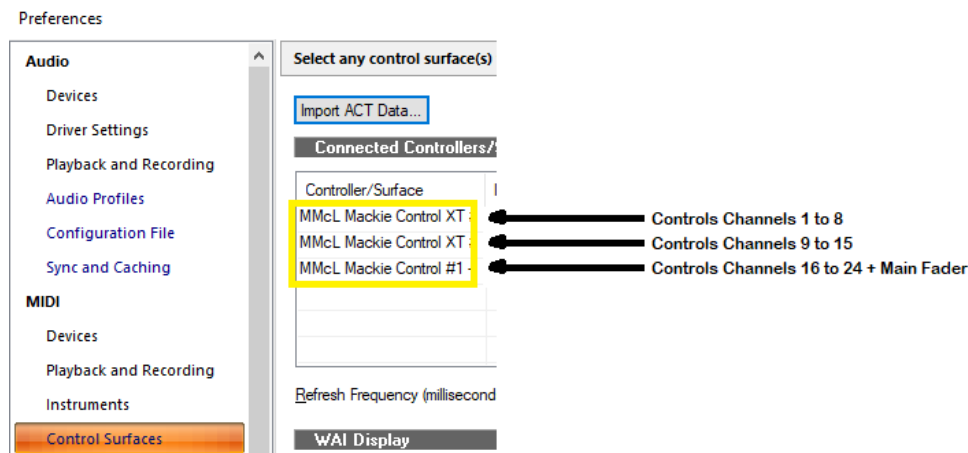 Preferences
Audio
Devices
Driver Settings
Playback and Recording
Audio Profiles
Configuration File
Sync and Caching
MIDI
Devices
Playback and Recording
Instruments
Control Surfaces
Select any control surface(s)
Import ACT Data...
Connected Controllers/
Controller/Surface
MMcL Mackie Control XT
MMcL Mackie Control XT
MMcL Mackie Control #1 -
Refresh Frequency (millisecond
WAI Display
Controls Channels 1 to 8
Controls Channels 9 to 15
Controls Channels 16 to 24 + Main Fader